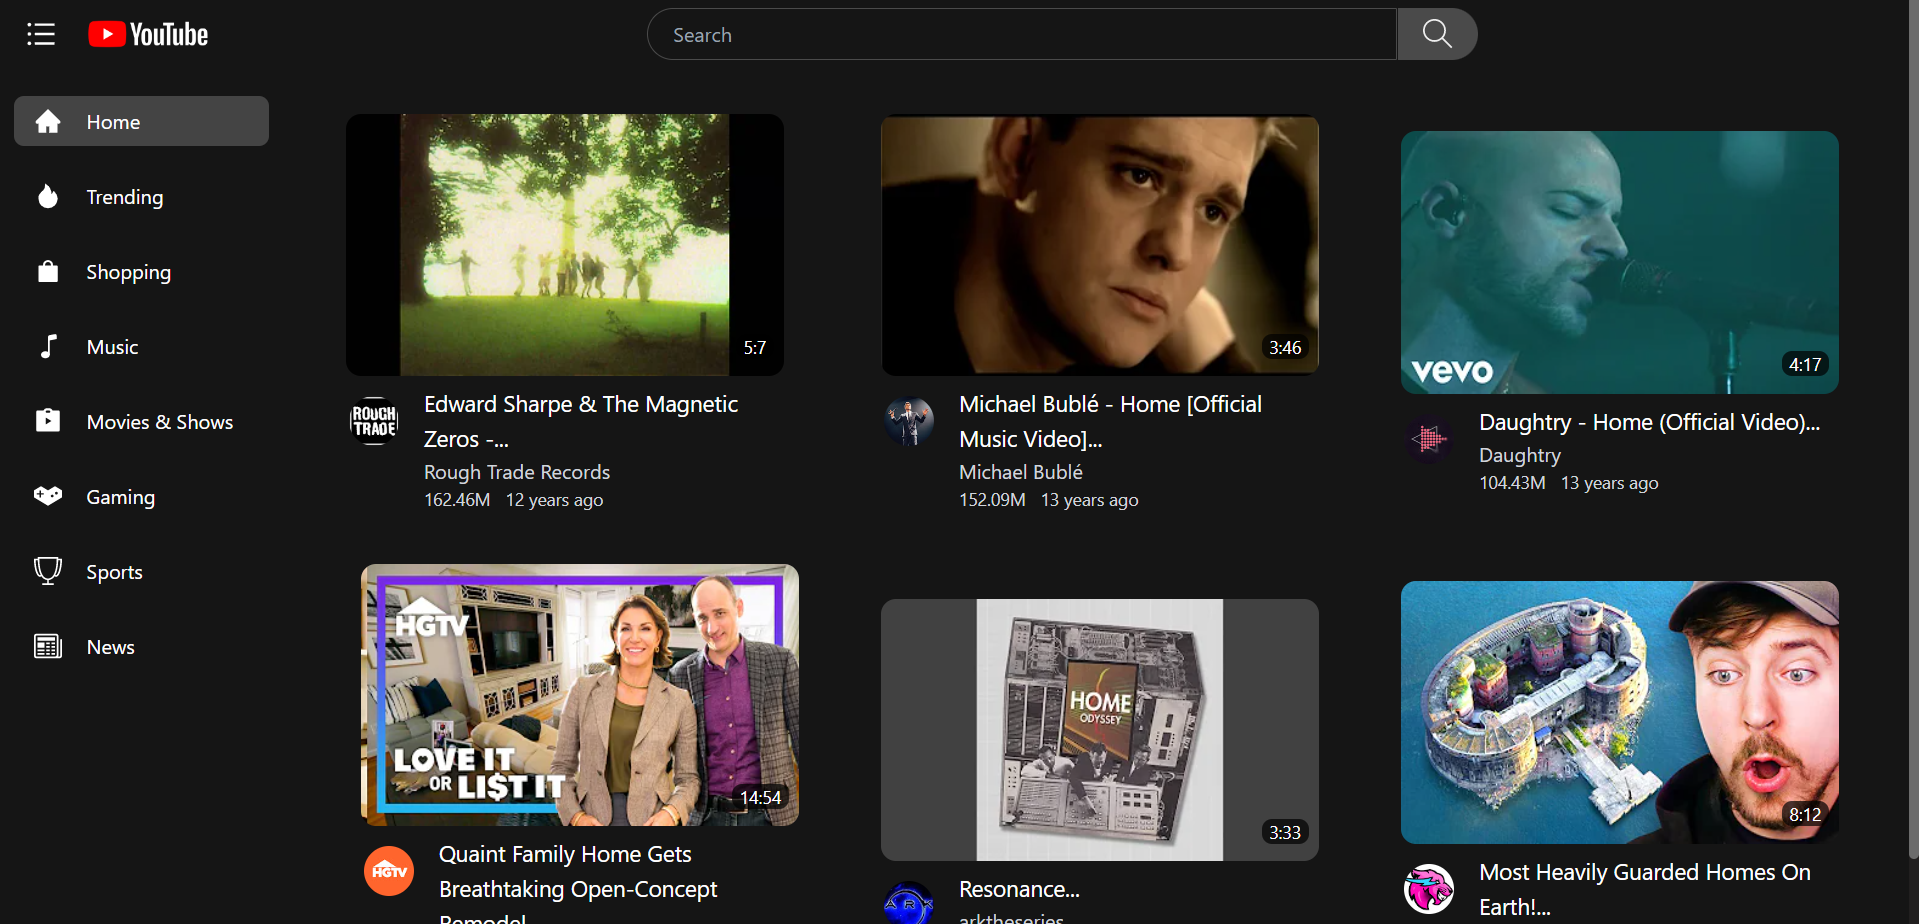 YouTube
Search
Home
Trending
Shopping
Music
Movies & Shows
Gaming
Sports
News
5:7
ROUGH
TRADE
Edward Sharpe & The Magnetic
Zeros -...
Rough Trade Records
162.46M 12 years ago
3:46
Michael Bublé - Home [Official
Music Video]...
Michael Bublé
152.09M 13 years ago
vevo
4:17
Daughtry - Home (Official Video)...
Daughtry
104.43M 13 years ago
HGTV
LOVE IT
OR LI$T IT
14:54
HGTV
Quaint Family Home Gets
Breathtaking Open-Concept
Remodel
HOME
ODYSSEY
3:33
ARK
Resonance...
arktheseries
8:12
Most Heavily Guarded Homes On
Earth!...